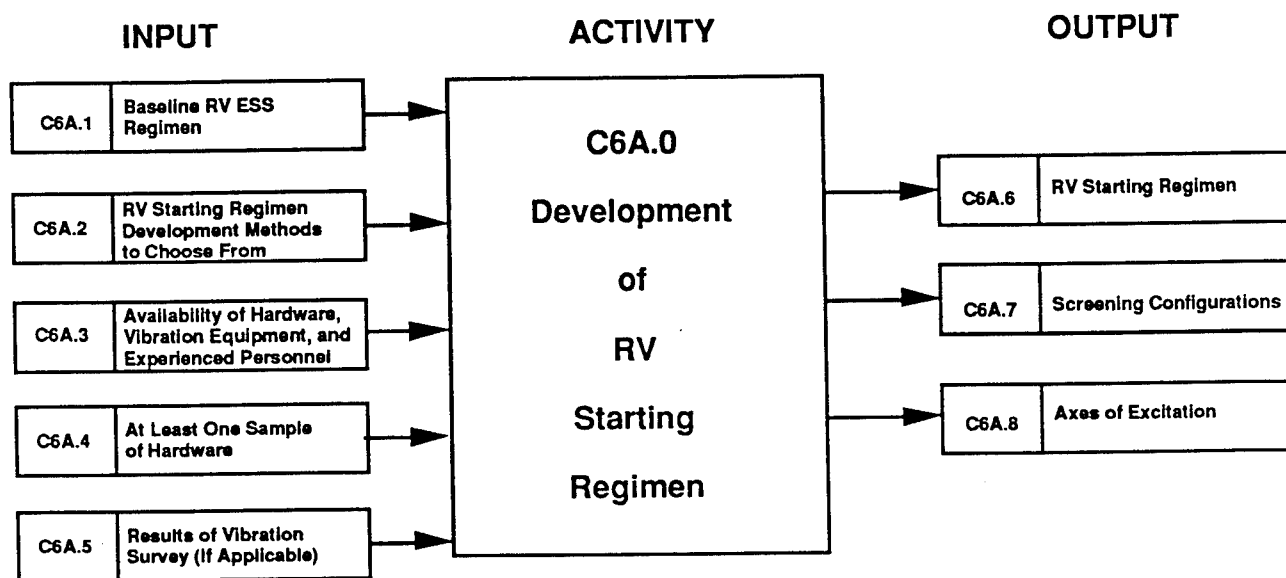 INPUT
ACTIVITY
OUTPUT
C6A.1
Baseline RV ESS
Regimen
C6A.2
RV Starting Regimen
Development Methods
to Choose From
C6A.3
Availability of Hardware,
Vibration Equipment, and
Experienced Personnel
C6A.4
At Least One Sample
of Hardware
C6A.5
Results of Vibration
Survey (If Applicable)
C6A.0
Development
of
RV
Starting
Regimen
C6A.6
RV Starting Regimen
C6A.7
Screening Configurations
C6A.8
Axes of Excitation